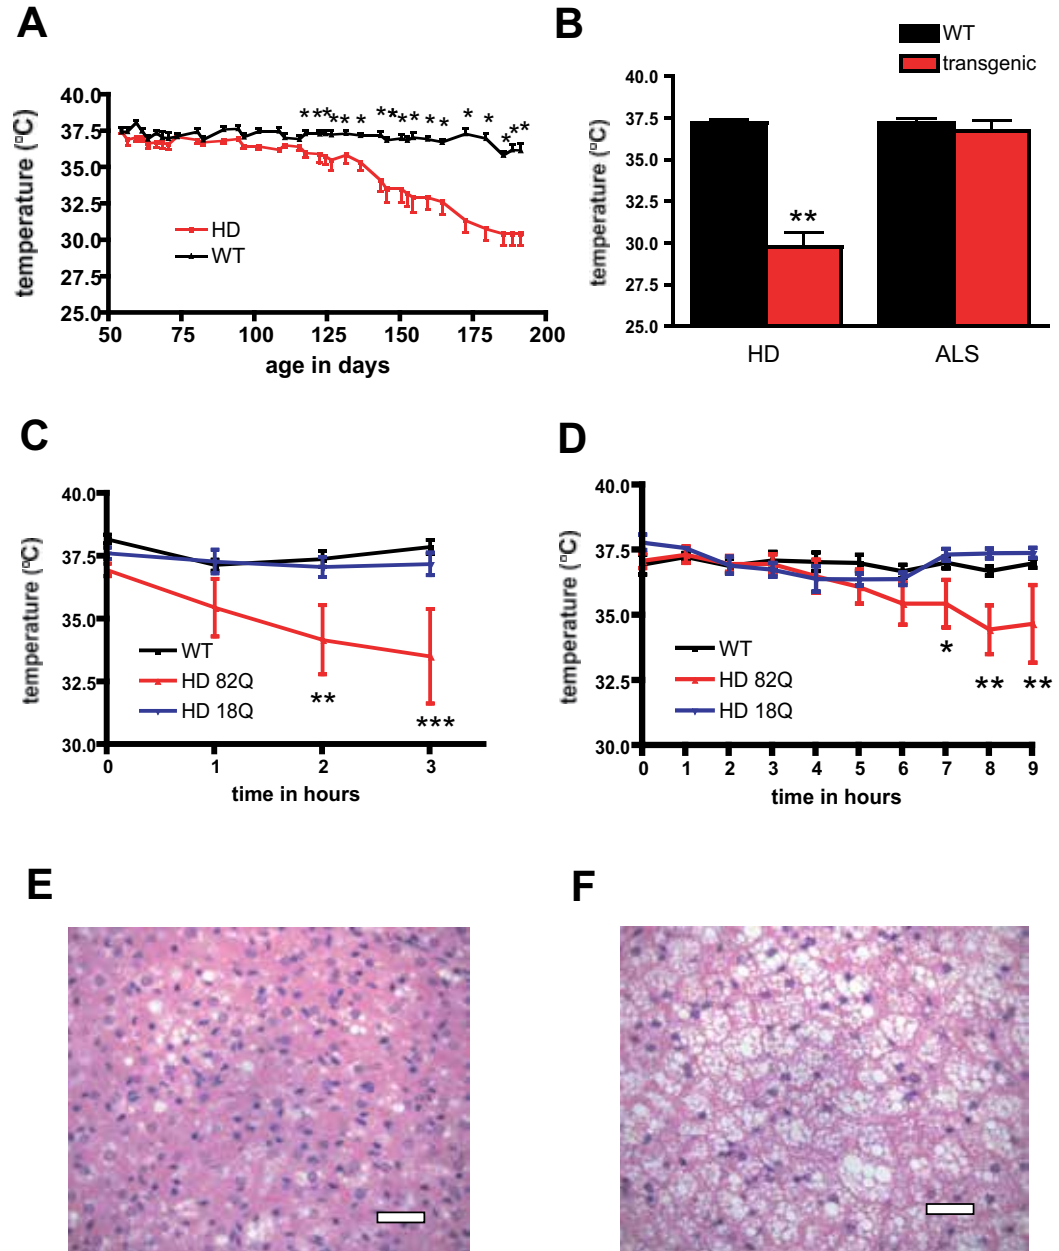 A
temperature (ºC)
40.0
37.5
35.0
32.5
30.0
27.5
25.0
* * * * * * * * * * * * * * * * *
HD
WT
50 75 100 125 150 175 200
age in days
B
WT
transgenic
temperature (ºC)
40.0
37.5
35.0
32.5
30.0
27.5
25.0
**
HD ALS
C
temperature (ºC)
40.0
37.5
35.0
32.5
30.0
WT
HD 82Q
HD 18Q
**
***
0 1 2 3
time in hours
D
temperature (ºC)
40.0
37.5
35.0
32.5
30.0
WT
HD 82Q
HD 18Q
*
** **
0 1 2 3 4 5 6 7 8 9
time in hours
E
F